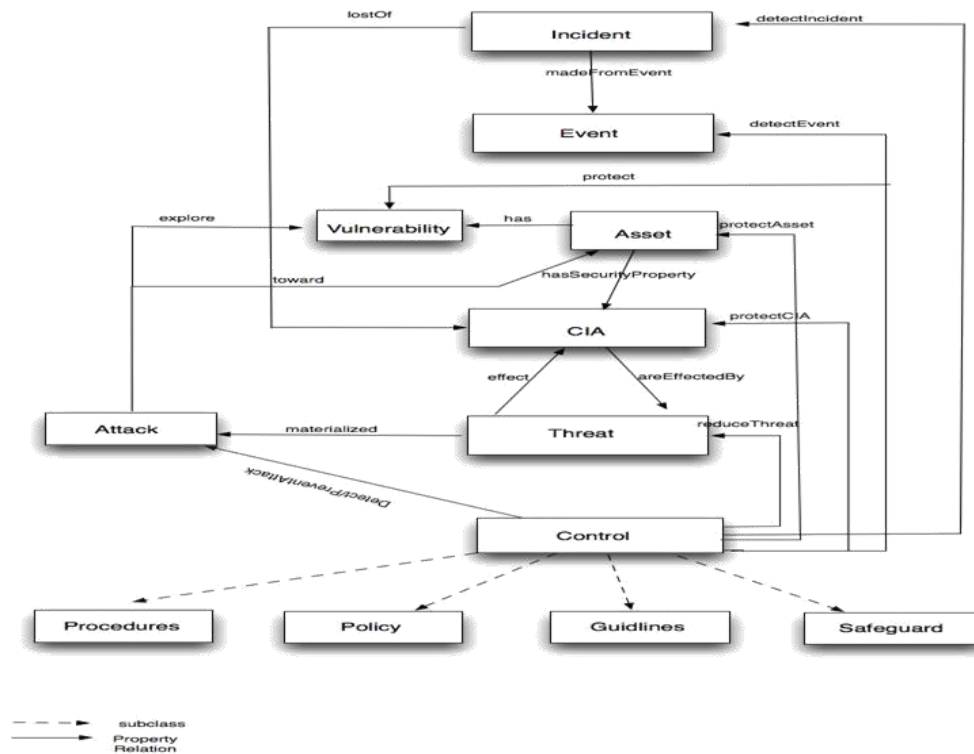 lostOf
detectIncident
Incident
madeFromEvent
Event
detectEvent
protect
explore
Vulnerability
has
Asset
protectAsset
toward
hasSecurityProperty
CIA
protectCIA
effect
areEffectedBy
Attack
materialized
Threat
reduceThreat
Detect/PreventAttack
Control
Procedures
Policy
Guidlines
Safeguard
subclass
Property
Relation